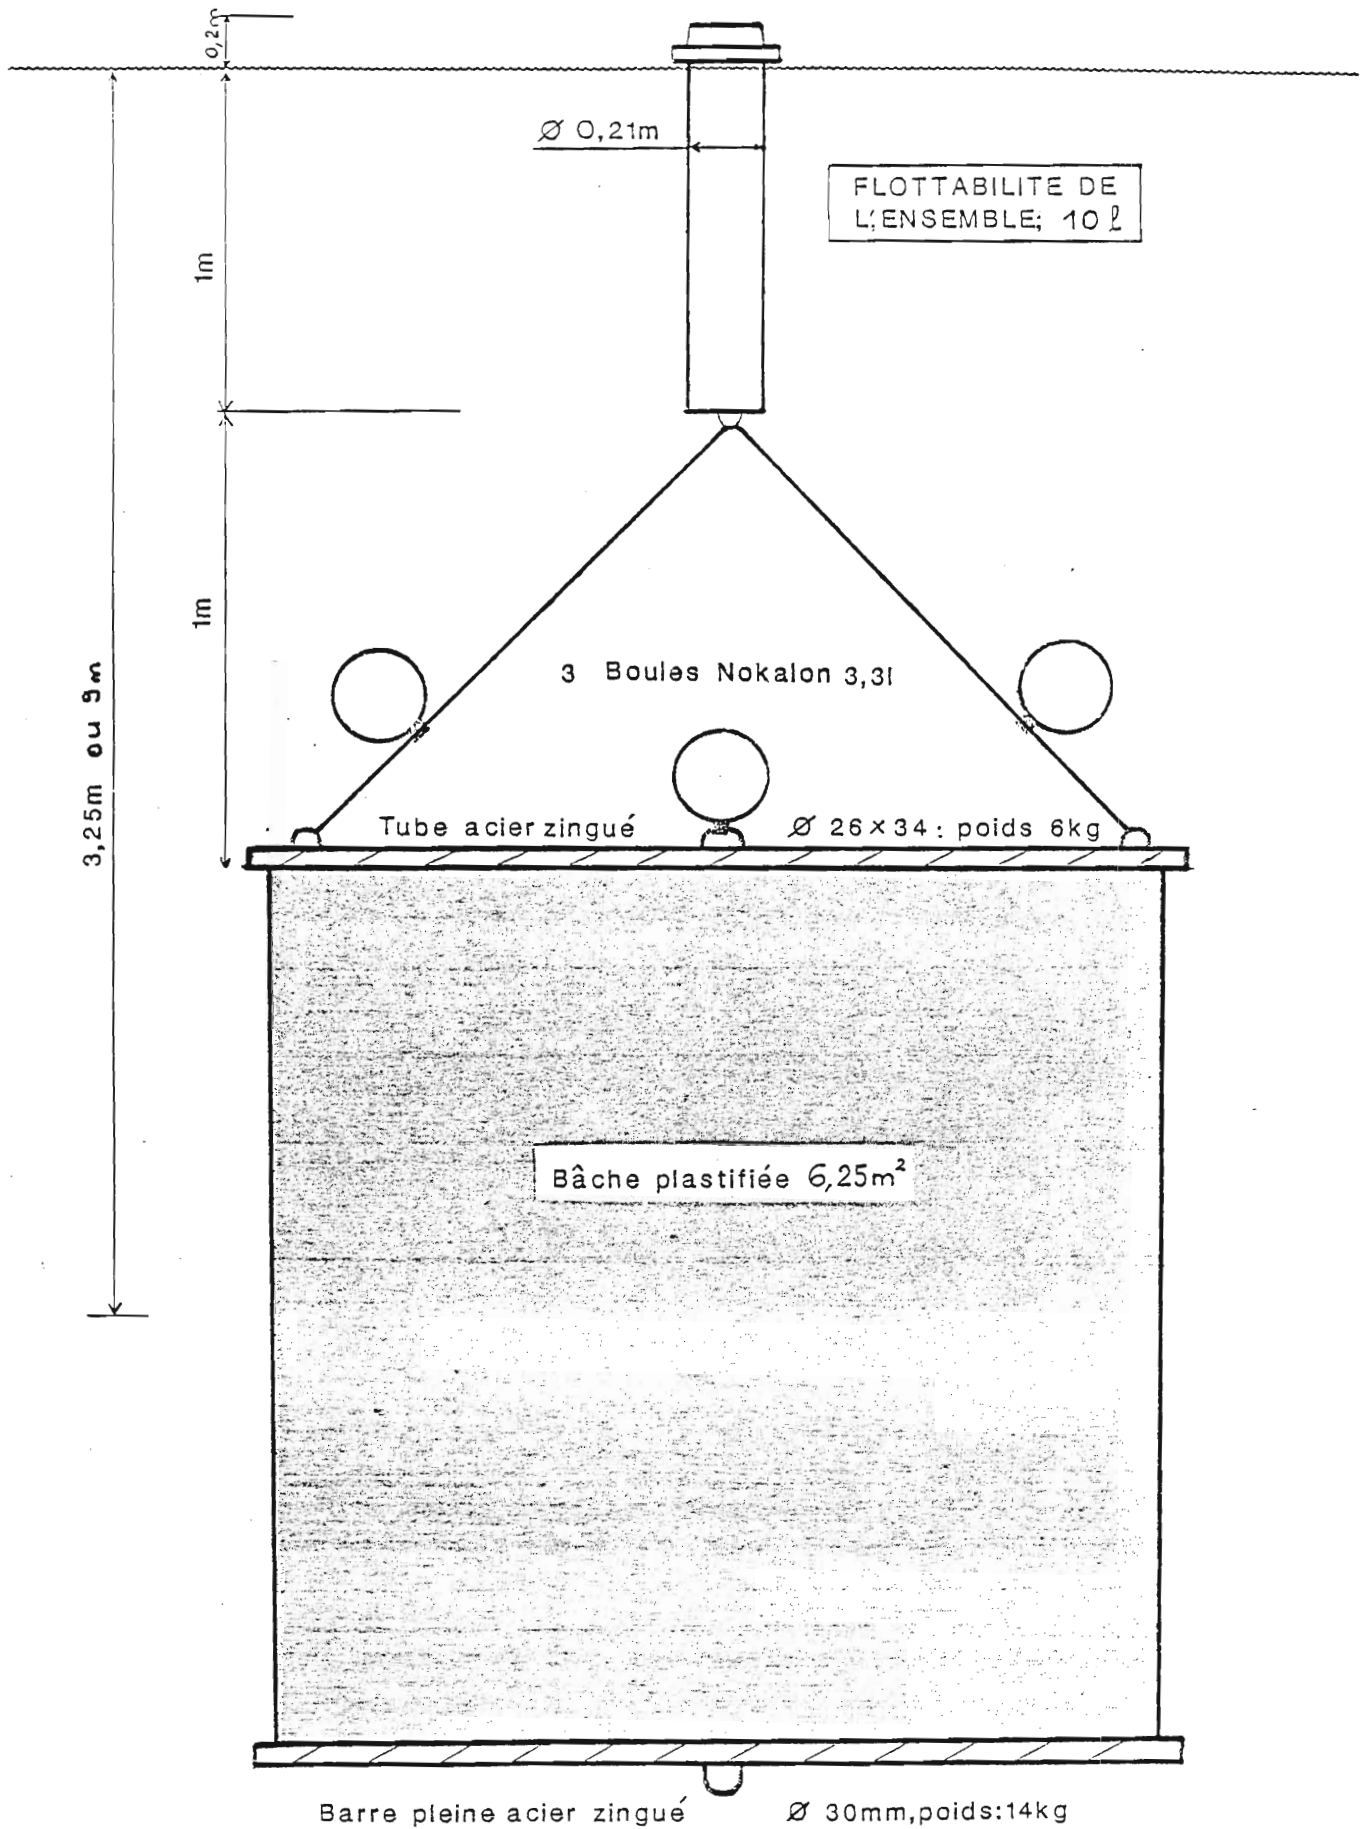 0,2m
Ø 0,21m
FLOTTABILITE DE
L'ENSEMBLE; 10 l
1m
1m
3,25m ou 9m
3 Boules Nokalon 3,3l
Tube acier zingué Ø 26×34: poids 6kg
Bâche plastifiée 6,25m²
Barre pleine acier zingué Ø 30mm,poids:14kg